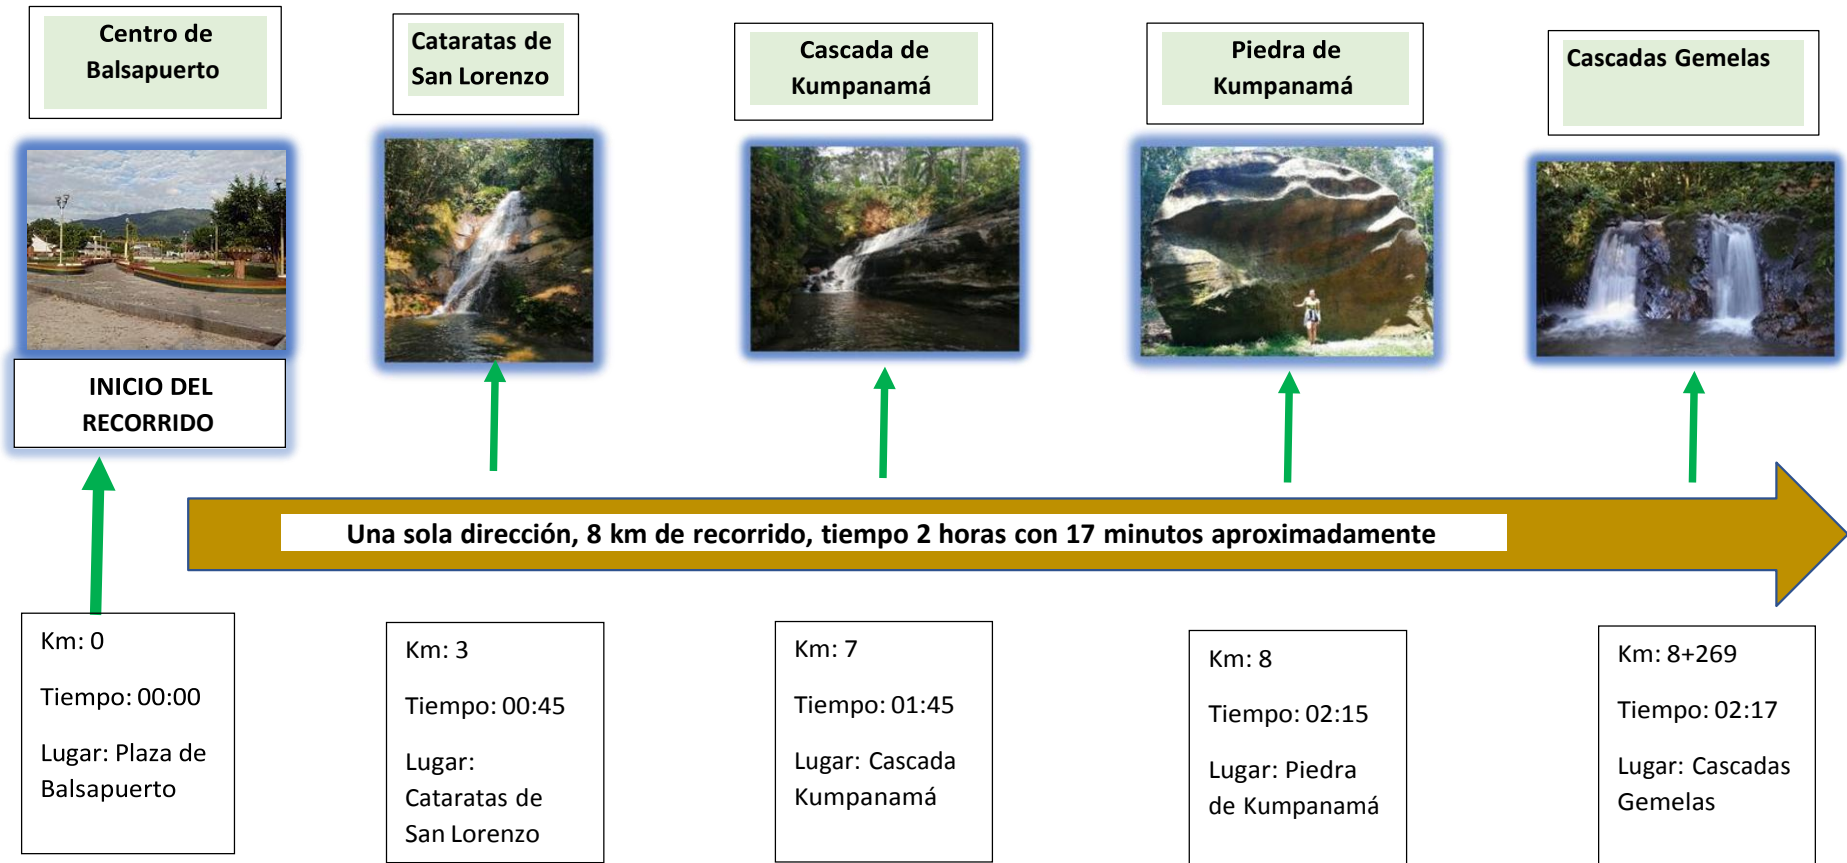 Centro de
Balsapuerto
Cataratas de
San Lorenzo
Cascada de
Kumpanamá
Piedra de
Kumpanamá
Cascadas Gemelas
INICIO DEL
RECORRIDO
Una sola dirección, 8 km de recorrido, tiempo 2 horas con 17 minutos aproximadamente
Km: 0
Tiempo: 00:00
Lugar: Plaza de
Balsapuerto
Km: 3
Tiempo: 00:45
Lugar:
Cataratas de
San Lorenzo
Km: 7
Tiempo: 01:45
Lugar: Cascada
Kumpanamá
Km: 8
Tiempo: 02:15
Lugar: Piedra
de Kumpanamá
Km: 8+269
Tiempo: 02:17
Lugar: Cascadas
Gemelas